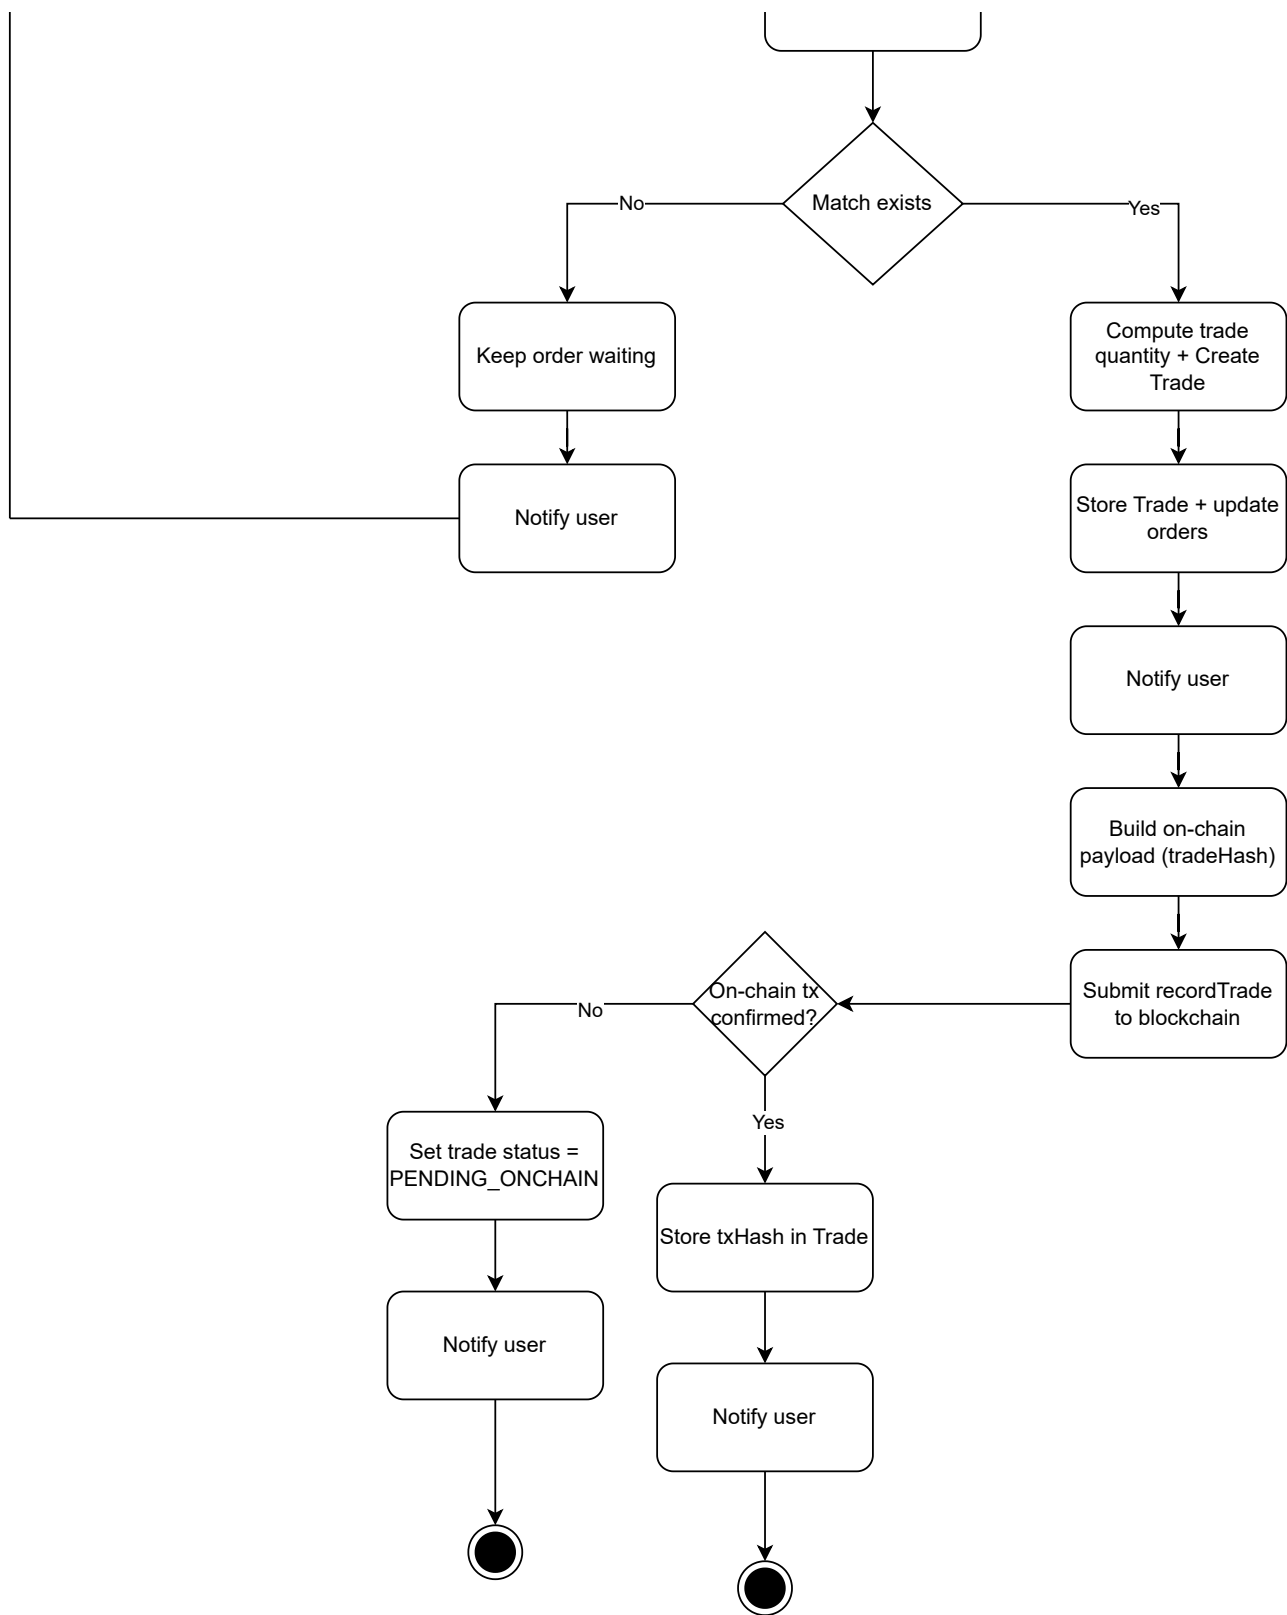 Match exists
No
Yes
Keep order waiting
Compute trade
quantity + Create
Trade
Notify user
Store Trade + update
orders
Notify user
Build on-chain
payload (tradeHash)
Submit recordTrade
to blockchain
On-chain tx
confirmed?
No
Yes
Set trade status =
PENDING_ONCHAIN
Store txHash in Trade
Notify user
Notify user